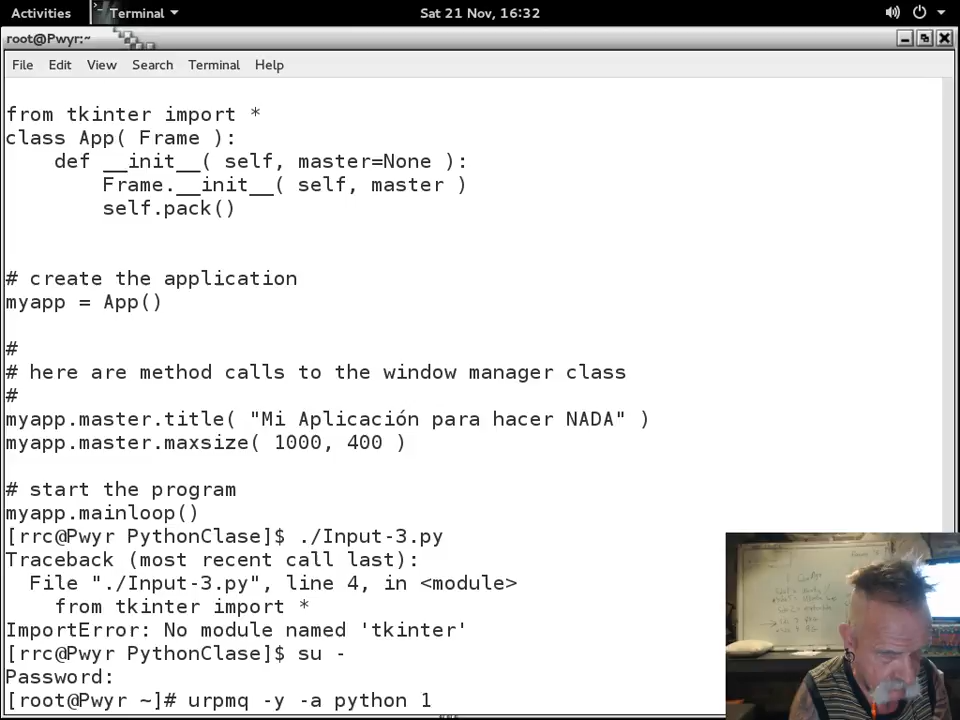 Activities Terminal Sat 21 Nov, 16:32
root@Pwyr:~
File Edit View Search Terminal Help
from tkinter import *
class App( Frame ):
    def __init__( self, master=None ):
        Frame.__init__( self, master )
        self.pack()
# create the application
myapp = App()
#
# here are method calls to the window manager class
#
myapp.master.title( "Mi Aplicación para hacer NADA" )
myapp.master.maxsize( 1000, 400 )
# start the program
myapp.mainloop()
[rrc@Pwyr PythonClase]$ ./Input-3.py
Traceback (most recent call last):
  File "./Input-3.py", line 4, in <module>
    from tkinter import *
ImportError: No module named 'tkinter'
[rrc@Pwyr PythonClase]$ su -
Password:
[root@Pwyr ~]# urpmq -y -a python 1